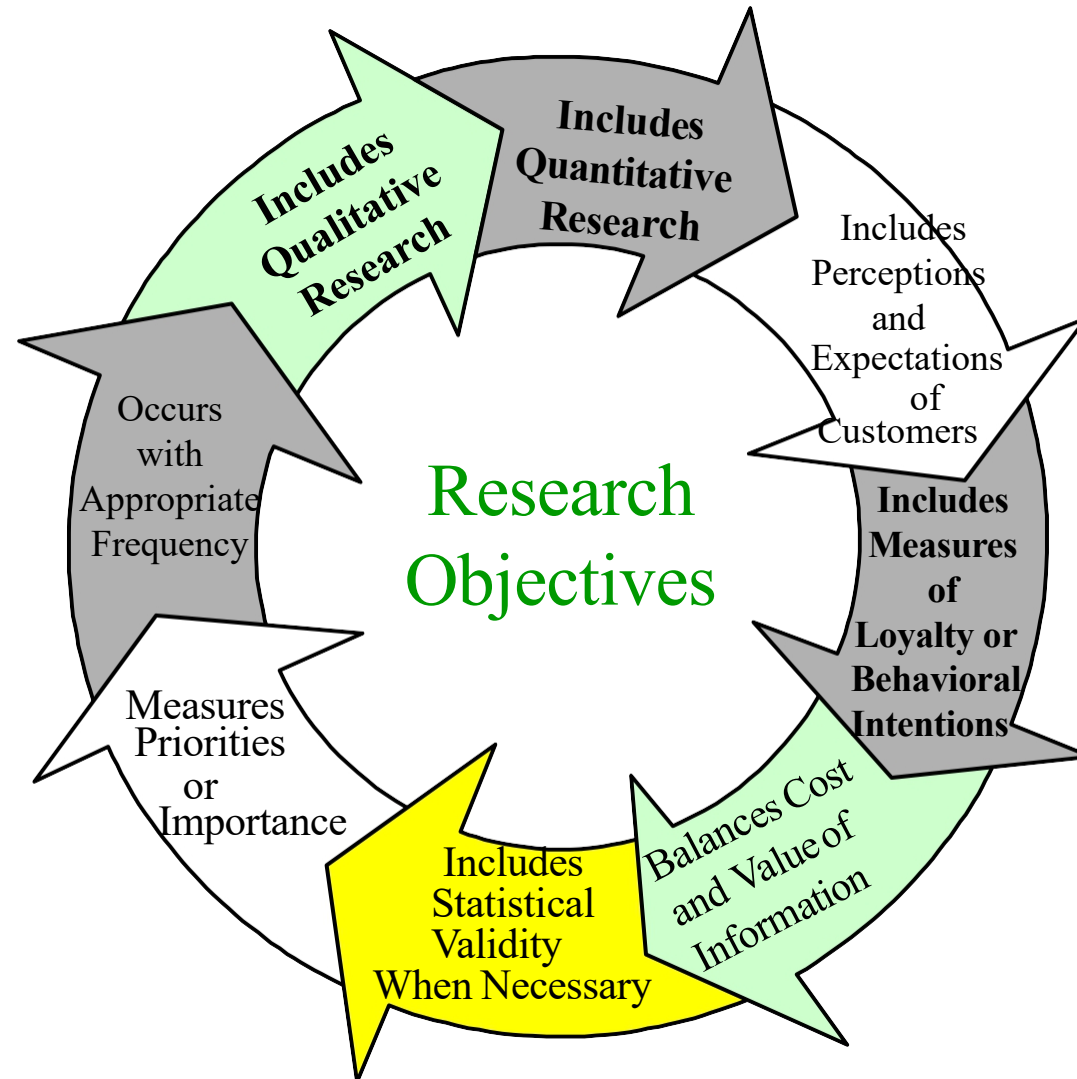 Includes
Qualitative
Research
Includes
Quantitative
Research
Includes
Perceptions
and
Expectations
of
Customers
Includes
Measures
of
Loyalty or
Behavioral
Intentions
Balances Cost
and Value of
Information
Includes
Statistical
Validity
When Necessary
Measures
Priorities
or
Importance
Occurs
with
Appropriate
Frequency
Research
Objectives